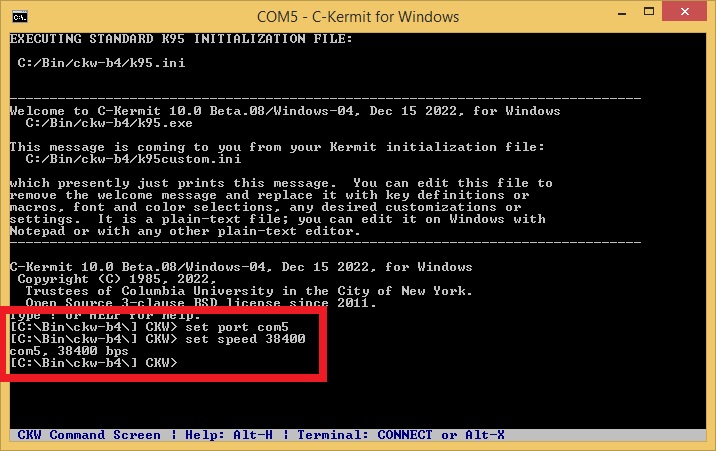 COM5 - C-Kermit for Windows
EXECUTING STANDARD K95 INITIALIZATION FILE:
C:/Bin/ckw-b4/k95.ini
Welcome to C-Kermit 10.0 Beta.08/Windows-04, Dec 15 2022, for Windows
C:/Bin/ckw-b4/k95.exe
This message is coming to you from your Kermit initialization file:
C:/Bin/ckw-b4/k95custom.ini
which presently just prints this message.  You can edit this file to
remove the welcome message and replace it with key definitions or
macros, font and color selections, any desired customizations or
settings.  It is a plain-text file; you can edit it on Windows with
Notepad or with any other plain-text editor.
C-Kermit 10.0 Beta.08/Windows-04, Dec 15 2022, for Windows
Copyright (C) 1985, 2022,
Trustees of Columbia University in the City of New York.
Open Source 3-clause BSD license since 2011.
Type ? or HELP for help.
[C:\Bin\ckw-b4\] CKW> set port com5
[C:\Bin\ckw-b4\] CKW> set speed 38400
com5, 38400 bps
[C:\Bin\ckw-b4\] CKW>
CKW Command Screen ¦ Help: Alt-H ¦ Terminal: CONNECT or Alt-X